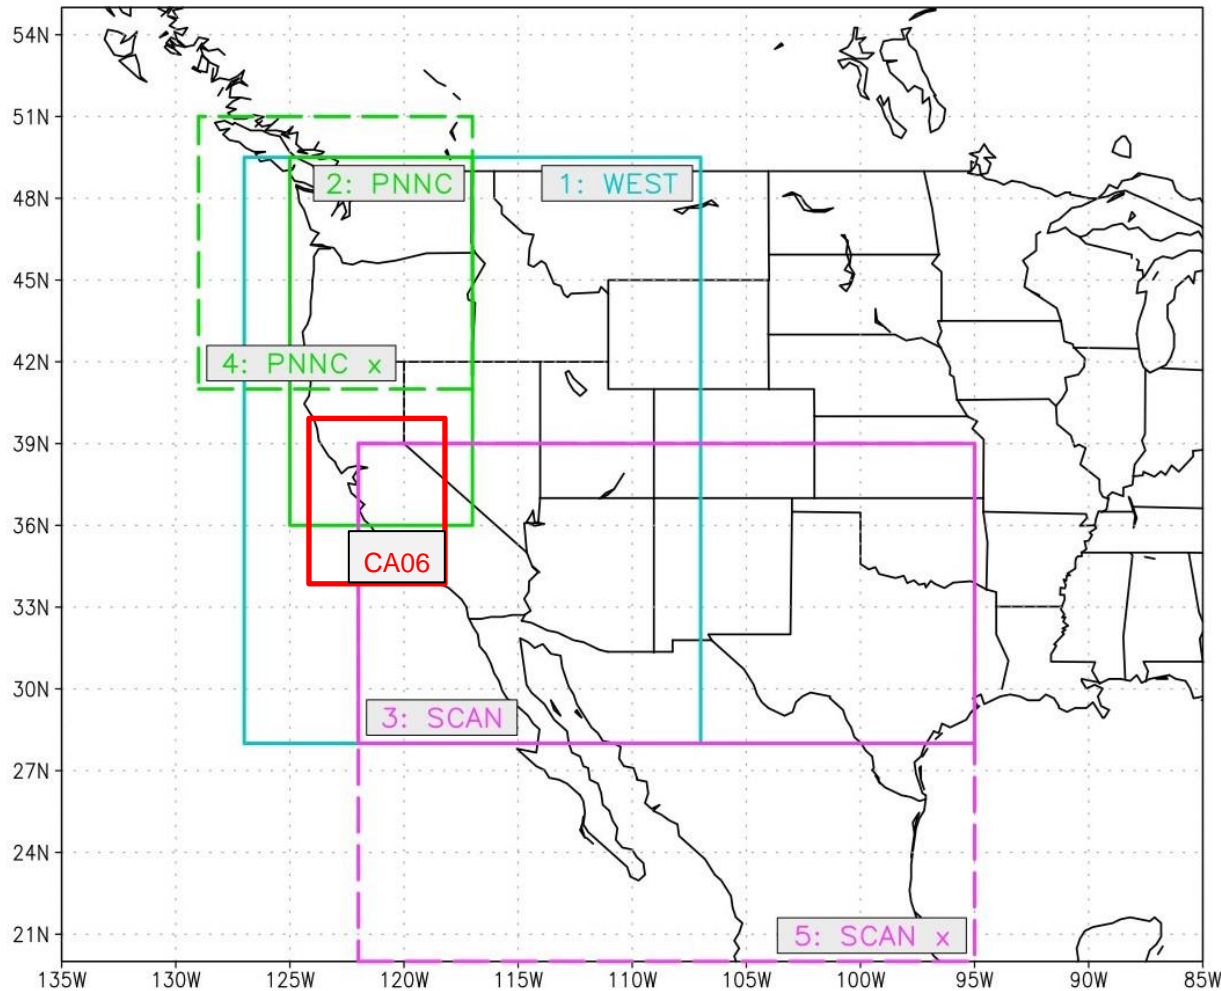 54N
51N
2: PNNC
1: WEST
48N
45N
4: PNNC x
42N
39N
36N
CA06
33N
30N
3: SCAN
27N
24N
21N
5: SCAN x
135W
130W
125W
120W
115W
110W
105W
100W
95W
90W
85W